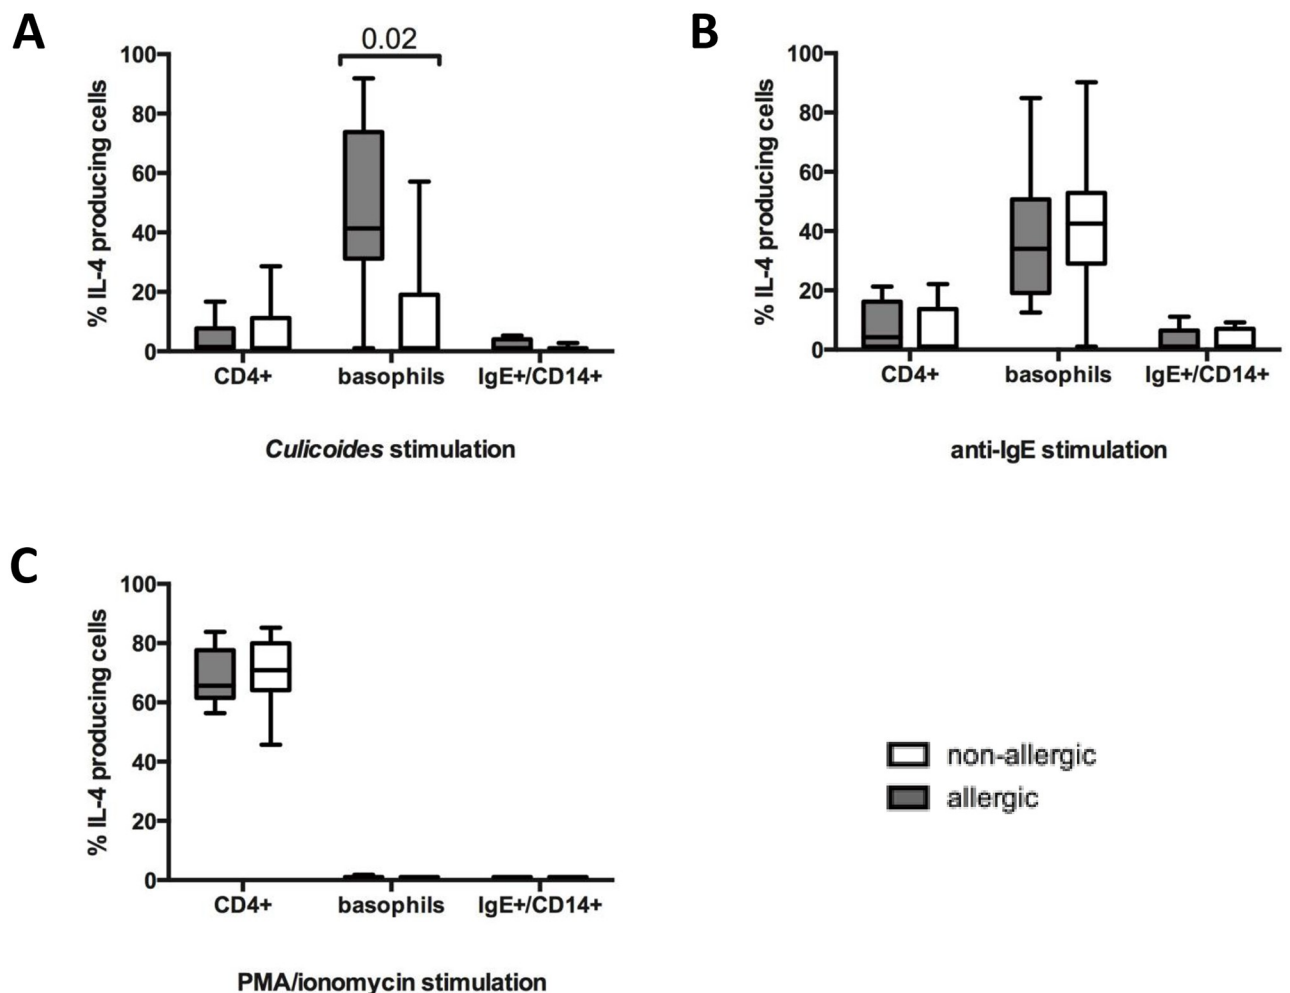 A
0.02
100
80
60
40
20
0
% IL-4 producing cells
CD4+ basophils IgE+/CD14+
Culicoides stimulation
B
100
80
60
40
20
0
% IL-4 producing cells
CD4+ basophils IgE+/CD14+
anti-IgE stimulation
C
100
80
60
40
20
0
% IL-4 producing cells
CD4+ basophils IgE+/CD14+
PMA/ionomycin stimulation
non-allergic
allergic